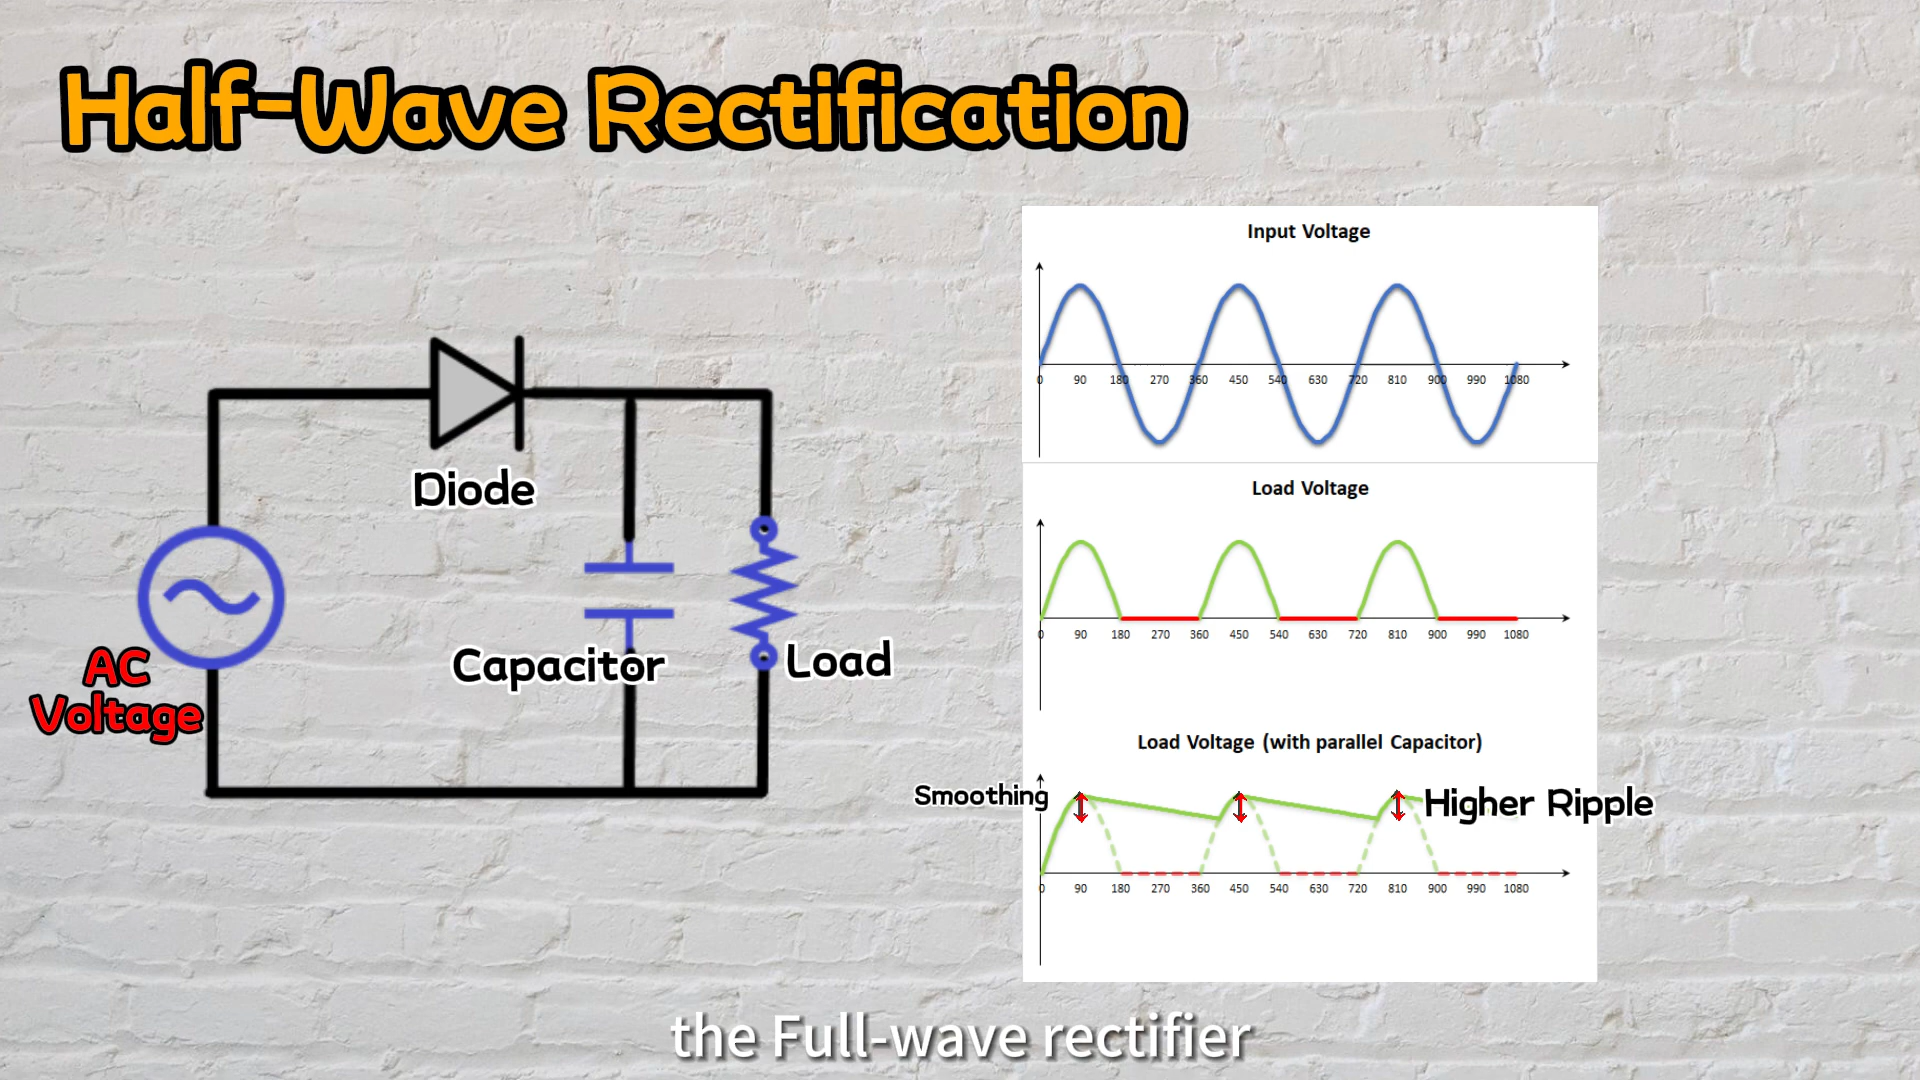 Half-Wave Rectification
Input Voltage
0 90 180 270 360 450 540 630 720 810 900 990 1080
Diode
Load Voltage
0 90 180 270 360 450 540 630 720 810 900 990 1080
AC
Voltage
Capacitor
Load
Load Voltage (with parallel Capacitor)
Smoothing
Higher Ripple
0 90 180 270 360 450 540 630 720 810 900 990 1080
the Full-wave rectifier